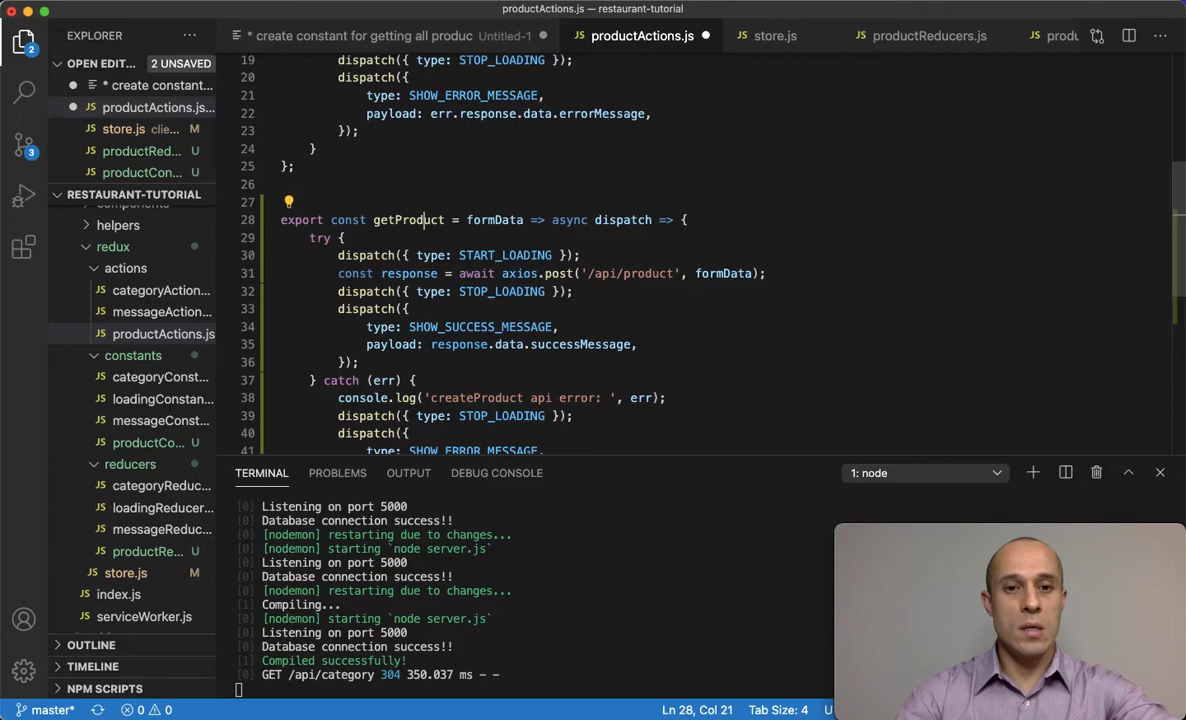 productActions.js — restaurant-tutorial
EXPLORER
* create constant for getting all produc Untitled-1
productActions.js
store.js
productReducers.js
produ
OPEN EDIT... 2 UNSAVED
* create constant...
productActions.js...
store.js clie... M
productRed... U
productCon... U
RESTAURANT-TUTORIAL
components
helpers
redux
actions
categoryAction...
messageAction...
productActions.js
constants
categoryConst...
loadingConstan...
messageConst...
productCo... U
reducers
categoryReduc...
loadingReducer...
messageReduc...
productRe... U
store.js M
index.js
serviceWorker.js
OUTLINE
TIMELINE
NPM SCRIPTS
19 dispatch({ type: STOP_LOADING });
20 dispatch({
21 type: SHOW_ERROR_MESSAGE,
22 payload: err.response.data.errorMessage,
23 });
24 }
25 };
26
27
28 export const getProduct = formData => async dispatch => {
29 try {
30 dispatch({ type: START_LOADING });
31 const response = await axios.post('/api/product', formData);
32 dispatch({ type: STOP_LOADING });
33 dispatch({
34 type: SHOW_SUCCESS_MESSAGE,
35 payload: response.data.successMessage,
36 });
37 } catch (err) {
38 console.log('createProduct api error: ', err);
39 dispatch({ type: STOP_LOADING });
40 dispatch({
41 type: SHOW_ERROR_MESSAGE,
TERMINAL PROBLEMS OUTPUT DEBUG CONSOLE 1: node
[0] Listening on port 5000
[0] Database connection success!!
[0] [nodemon] restarting due to changes...
[0] [nodemon] starting `node server.js`
[0] Listening on port 5000
[0] Database connection success!!
[0] [nodemon] restarting due to changes...
[1] Compiling...
[0] [nodemon] starting `node server.js`
[0] Listening on port 5000
[0] Database connection success!!
[1] Compiled successfully!
[0] GET /api/category 304 350.037 ms - -
master* 0 0 Ln 28, Col 21 Tab Size: 4 U
2
3